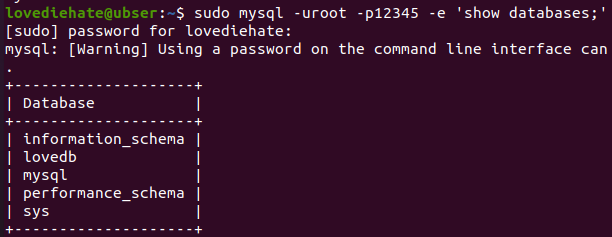 lovediehate@ubser:~$ sudo mysql -uroot -p12345 -e 'show databases;'
[sudo] password for lovediehate:
mysql: [Warning] Using a password on the command line interface can
.
+--------------------+
| Database           |
+--------------------+
| information_schema |
| lovedb             |
| mysql              |
| performance_schema |
| sys                |
+--------------------+